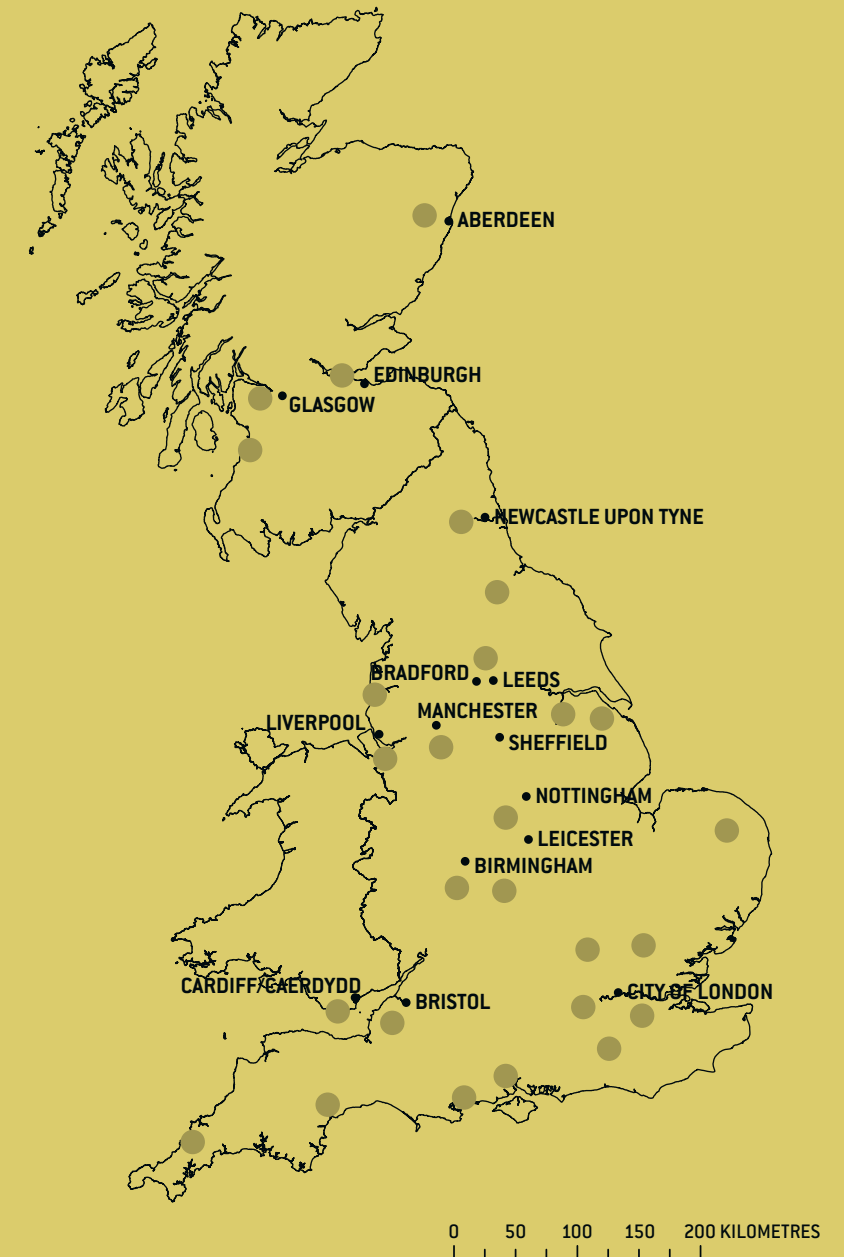 ABERDEEN
EDINBURGH
GLASGOW
NEWCASTLE UPON TYNE
BRADFORD
LEEDS
MANCHESTER
LIVERPOOL
SHEFFIELD
NOTTINGHAM
LEICESTER
BIRMINGHAM
CARDIFF/CAERDYDD
CITY OF LONDON
BRISTOL
0 50 100 150 200 KILOMETRES